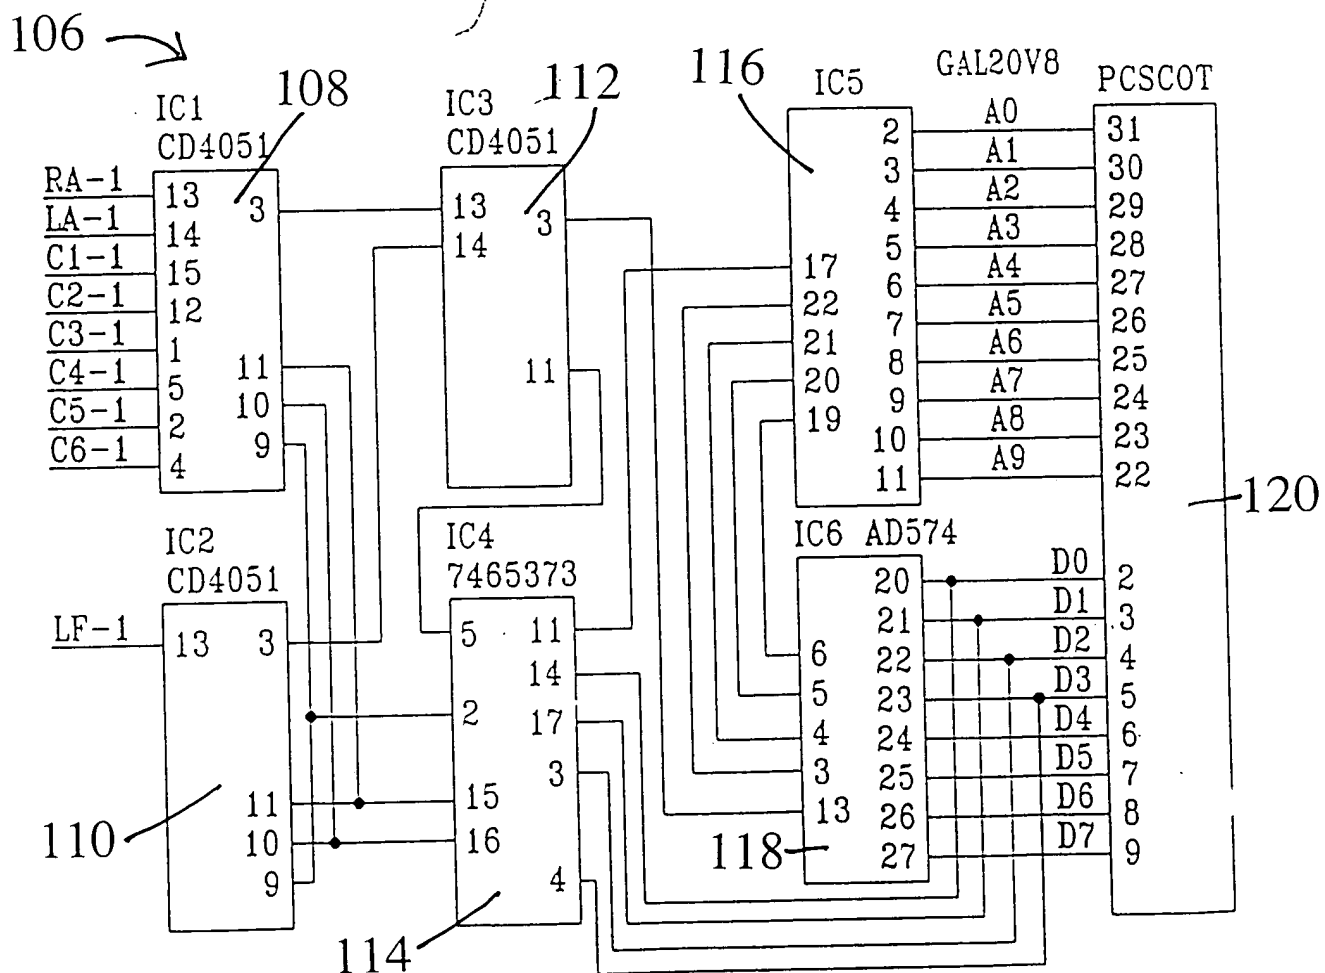 106
IC1
CD4051
108
RA-1
LA-1
C1-1
C2-1
C3-1
C4-1
C5-1
C6-1
13
14
15
12
1
5
2
4
3
11
10
9
IC3
CD4051
112
13
14
3
11
116
IC5
GAL20V8
17
22
21
20
19
2
3
4
5
6
7
8
9
10
11
A0
A1
A2
A3
A4
A5
A6
A7
A8
A9
PCSCOT
31
30
29
28
27
26
25
24
23
22
120
2
3
4
5
6
7
8
9
IC2
CD4051
LF-1
13
3
11
10
9
110
IC4
7465373
5
2
15
16
11
14
17
3
4
114
IC6 AD574
6
5
4
3
13
20
21
22
23
24
25
26
27
118
D0
D1
D2
D3
D4
D5
D6
D7